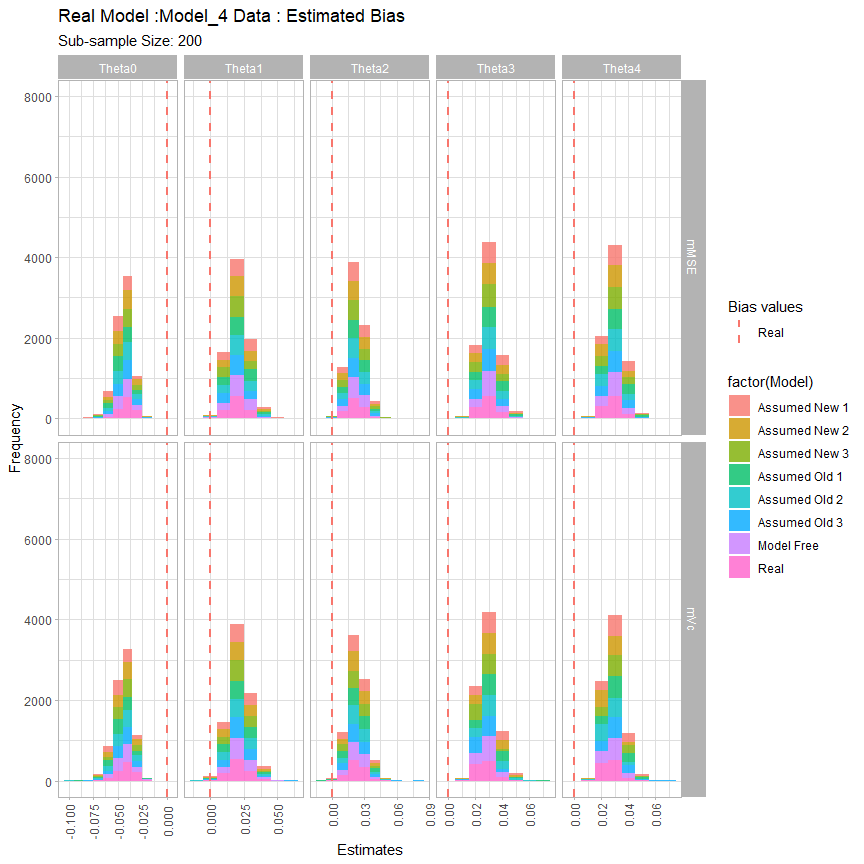 Real Model :Model_4 Data : Estimated Bias
Sub-sample Size: 200
Theta0 Theta1 Theta2 Theta3 Theta4
8000
6000
4000
2000
0
mMSE
8000
6000
4000
2000
0
mVc
Frequency
-0.100 -0.075 -0.050 -0.025 0.000 0.000 0.025 0.050 0.00 0.03 0.06 0.09 0.00 0.02 0.04 0.06 0.00 0.02 0.04 0.06
Estimates
Bias values
Real
factor(Model)
Assumed New 1
Assumed New 2
Assumed New 3
Assumed Old 1
Assumed Old 2
Assumed Old 3
Model Free
Real